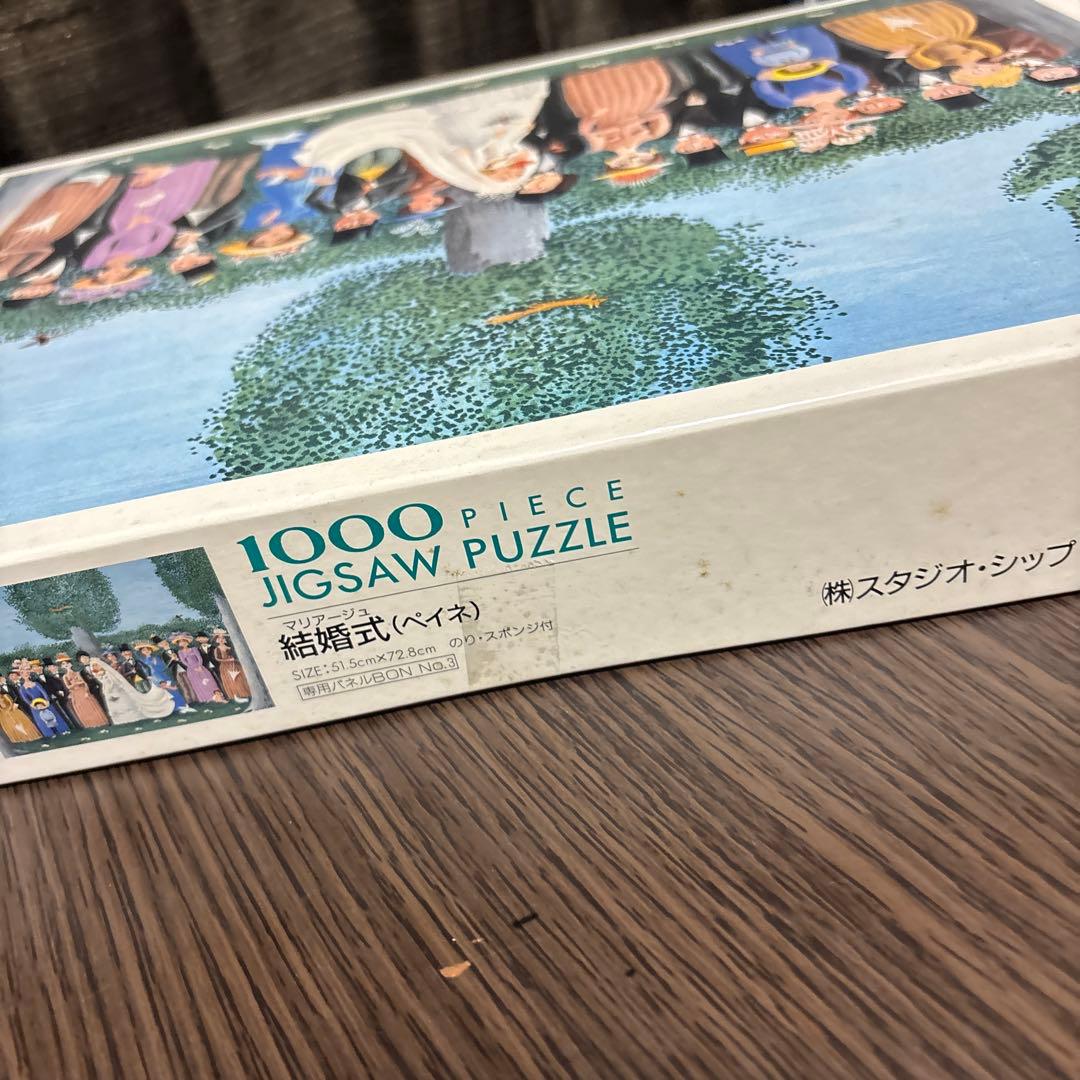 1000 PIECE
JIGSAW PUZZLE
マリアージュ
結婚式(ペイネ)
SIZE:51.5cm×72.8cm のり・スポンジ付
専用パネルBON No.3
㈱スタジオ・シップ